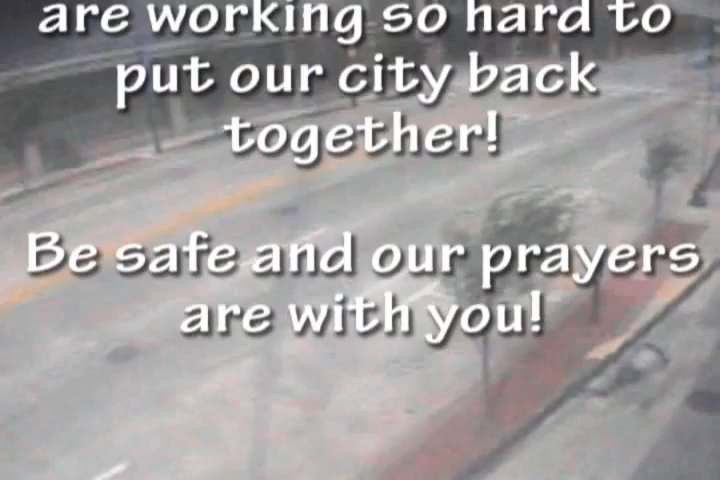 are working so hard to
put our city back
together!
Be safe and our prayers
are with you!